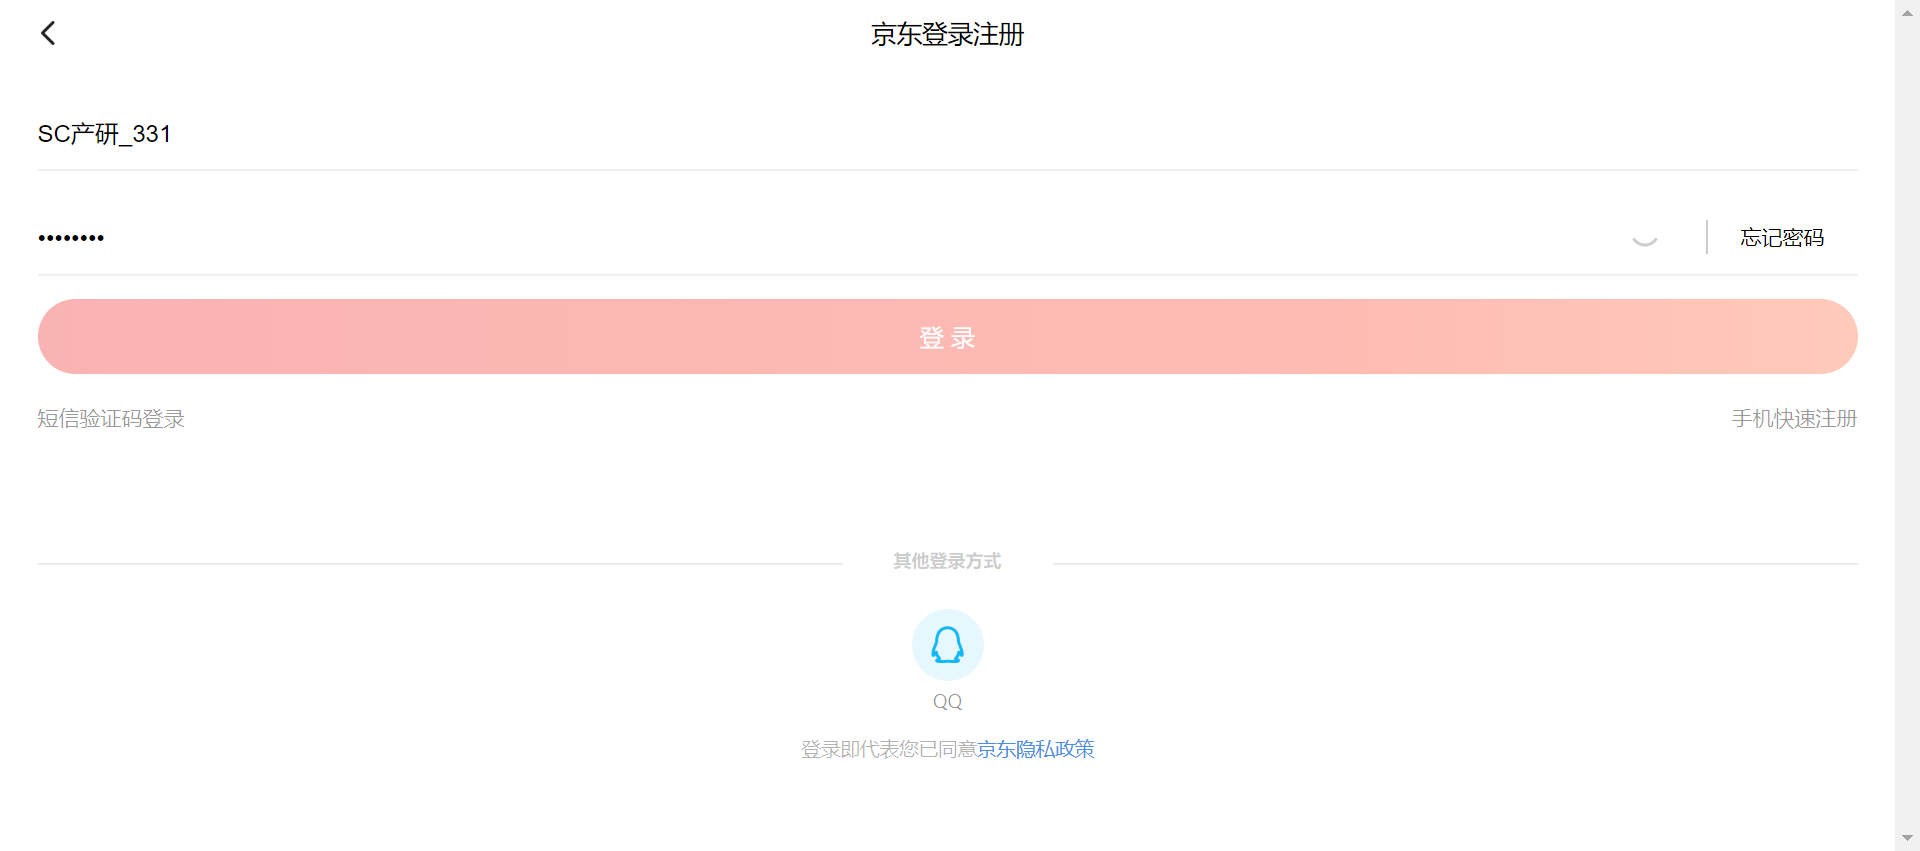 京东登录注册
SC产研_331
••••••••
忘记密码
登录
短信验证码登录
手机快速注册
其他登录方式
QQ
登录即代表您已同意京东隐私政策